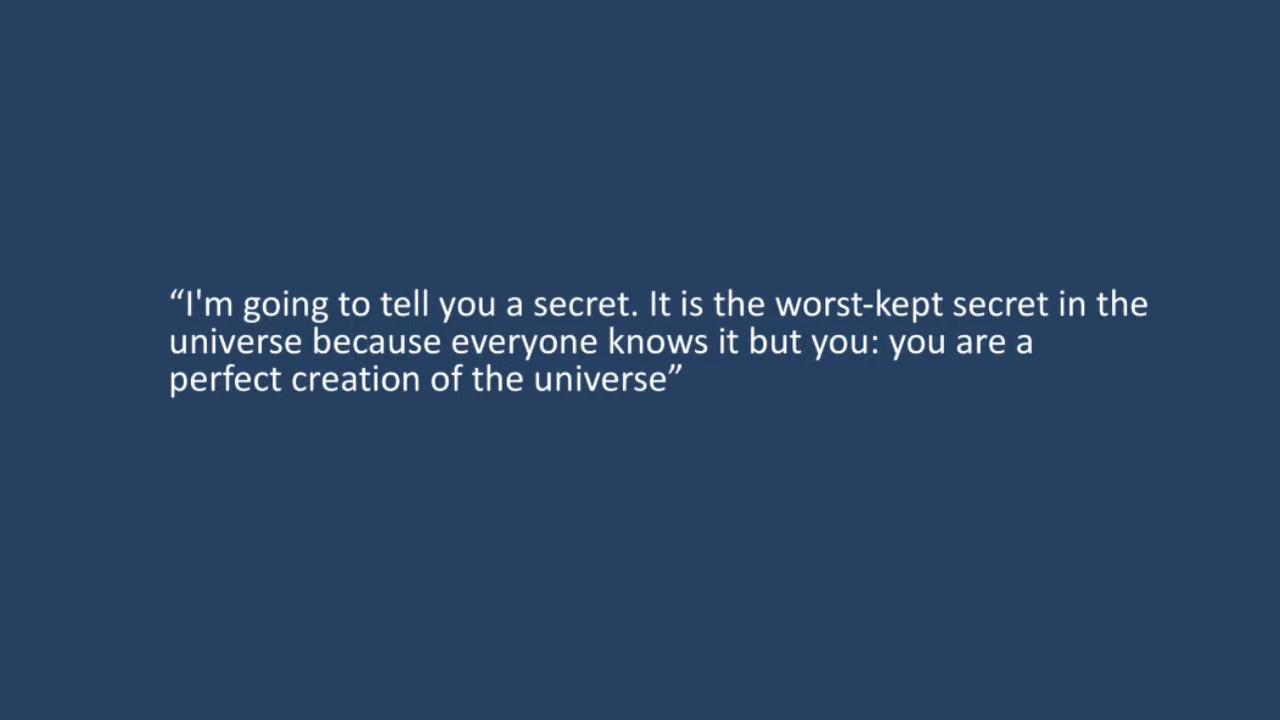 “I'm going to tell you a secret. It is the worst-kept secret in the
universe because everyone knows it but you: you are a
perfect creation of the universe”